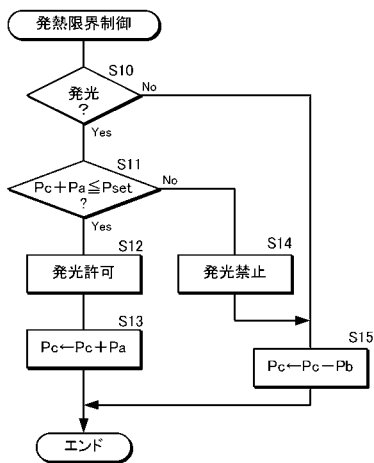 発熱限界制御
S10
発光
?
No
Yes
S11
Pc+Pa≦Pset
?
No
Yes
S12
発光許可
S14
発光禁止
S13
Pc←Pc+Pa
S15
Pc←Pc−Pb
エンド